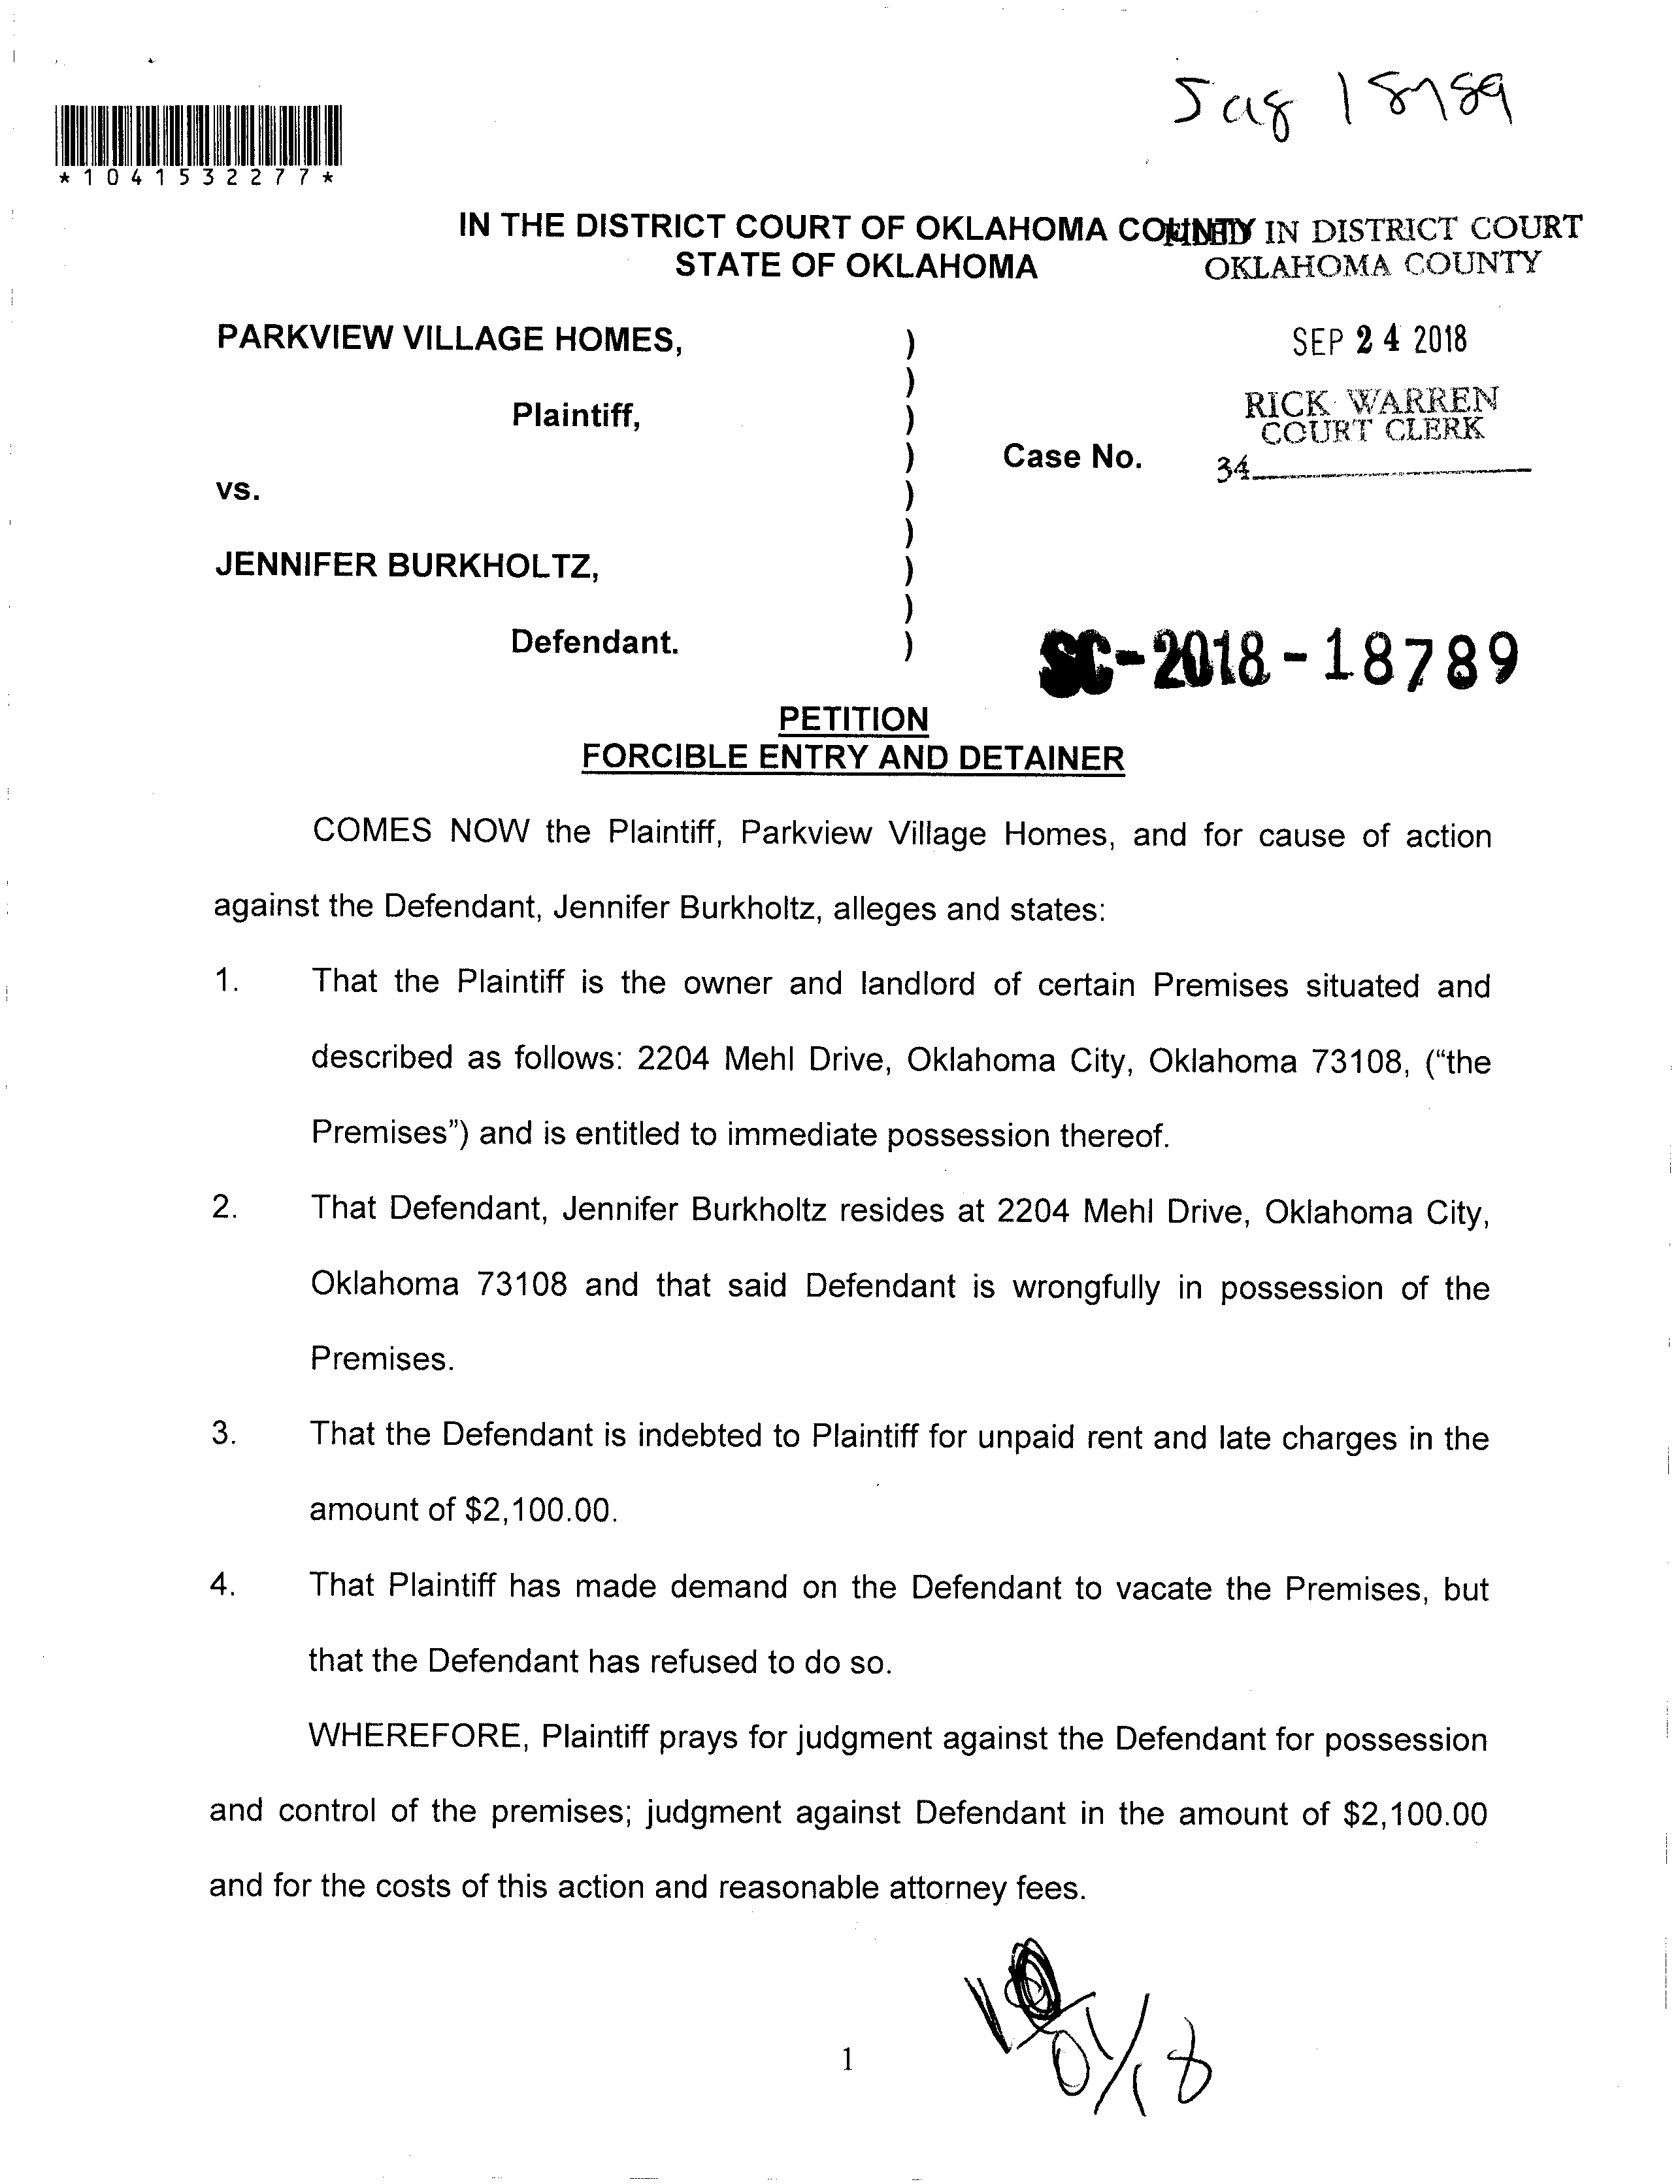 18789
*1041532277*
IN THE DISTRICT COURT OF OKLAHOMA COUNTY
STATE OF OKLAHOMA
FILED IN DISTRICT COURT
OKLAHOMA COUNTY
SEP 24 2018
RICK WARREN
COURT CLERK
34
PARKVIEW VILLAGE HOMES, )
)
Plaintiff, )
) Case No.
vs. )
)
JENNIFER BURKHOLTZ, )
)
Defendant. )
SC-2018-18789
PETITION
FORCIBLE ENTRY AND DETAINER
COMES NOW the Plaintiff, Parkview Village Homes, and for cause of action
against the Defendant, Jennifer Burkholtz, alleges and states:
1. That the Plaintiff is the owner and landlord of certain Premises situated and
described as follows: 2204 Mehl Drive, Oklahoma City, Oklahoma 73108, (“the
Premises”) and is entitled to immediate possession thereof.
2. That Defendant, Jennifer Burkholtz resides at 2204 Mehl Drive, Oklahoma City,
Oklahoma 73108 and that said Defendant is wrongfully in possession of the
Premises.
3. That the Defendant is indebted to Plaintiff for unpaid rent and late charges in the
amount of $2,100.00.
4. That Plaintiff has made demand on the Defendant to vacate the Premises, but
that the Defendant has refused to do so.
WHEREFORE, Plaintiff prays for judgment against the Defendant for possession
and control of the premises; judgment against Defendant in the amount of $2,100.00
and for the costs of this action and reasonable attorney fees.
1